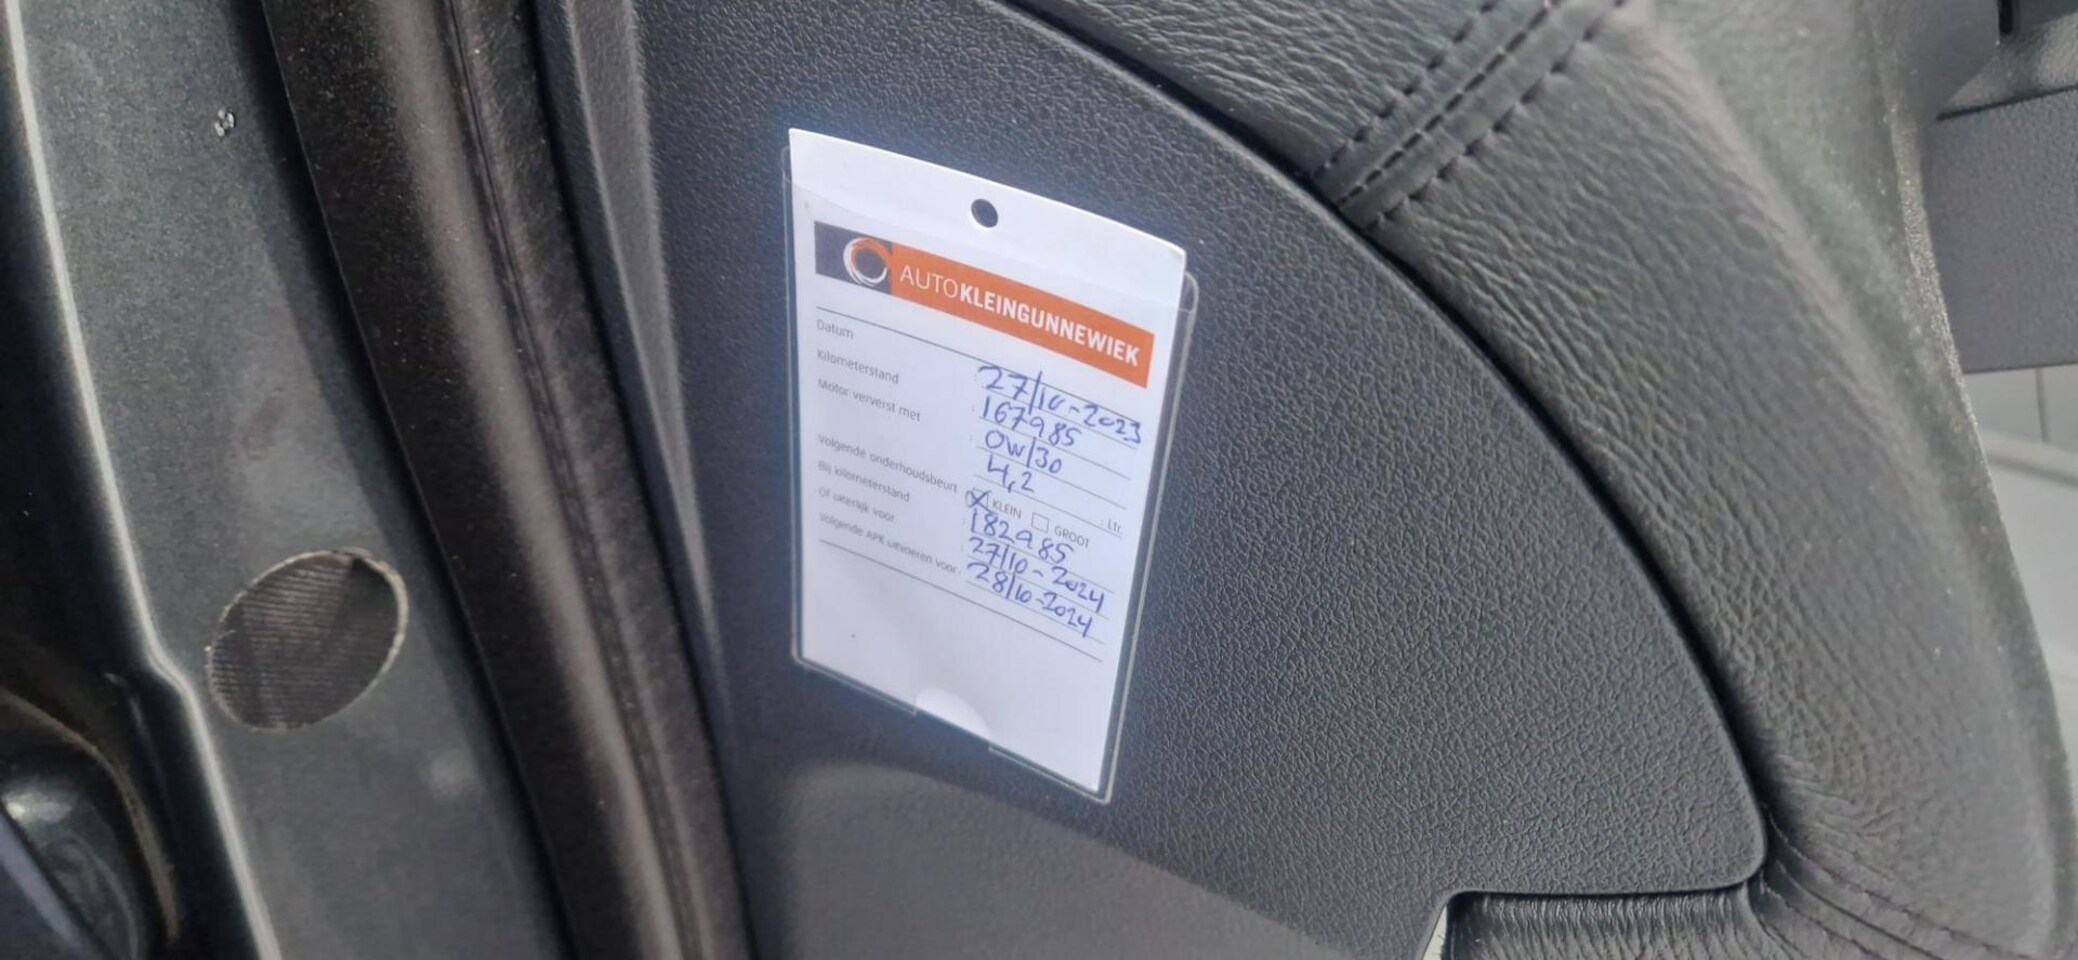 AUTOKLEINGUNNEWIEK
Datum : 27/10-2023
Kilometerstand : 167985
Motor ververst met : 0W/30
4,2 : Ltr.
Volgende onderhoudsbeurt ☒ KLEIN ☐ GROOT
Bij kilometerstand : 182985
Of uiterlijk voor : 27/10-2024
Volgende APK uitvoeren voor: 28/10-2024